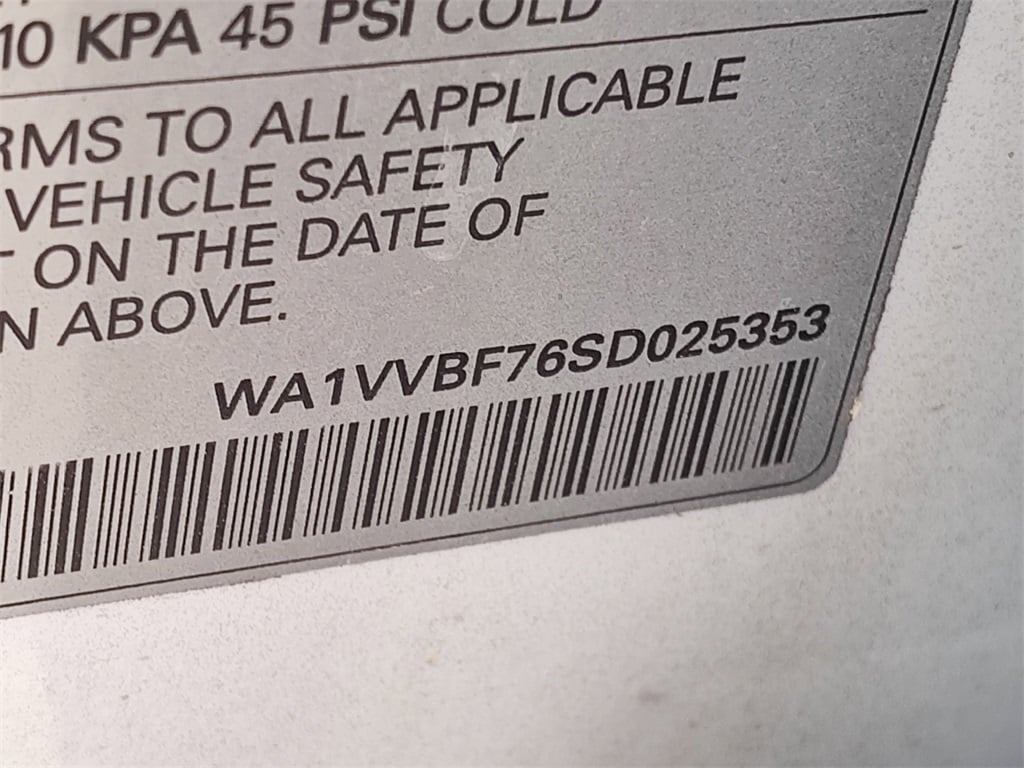 10 KPA 45 PSI COLD
RMS TO ALL APPLICABLE
VEHICLE SAFETY
ON THE DATE OF
N ABOVE.
WA1VVBF76SD025353